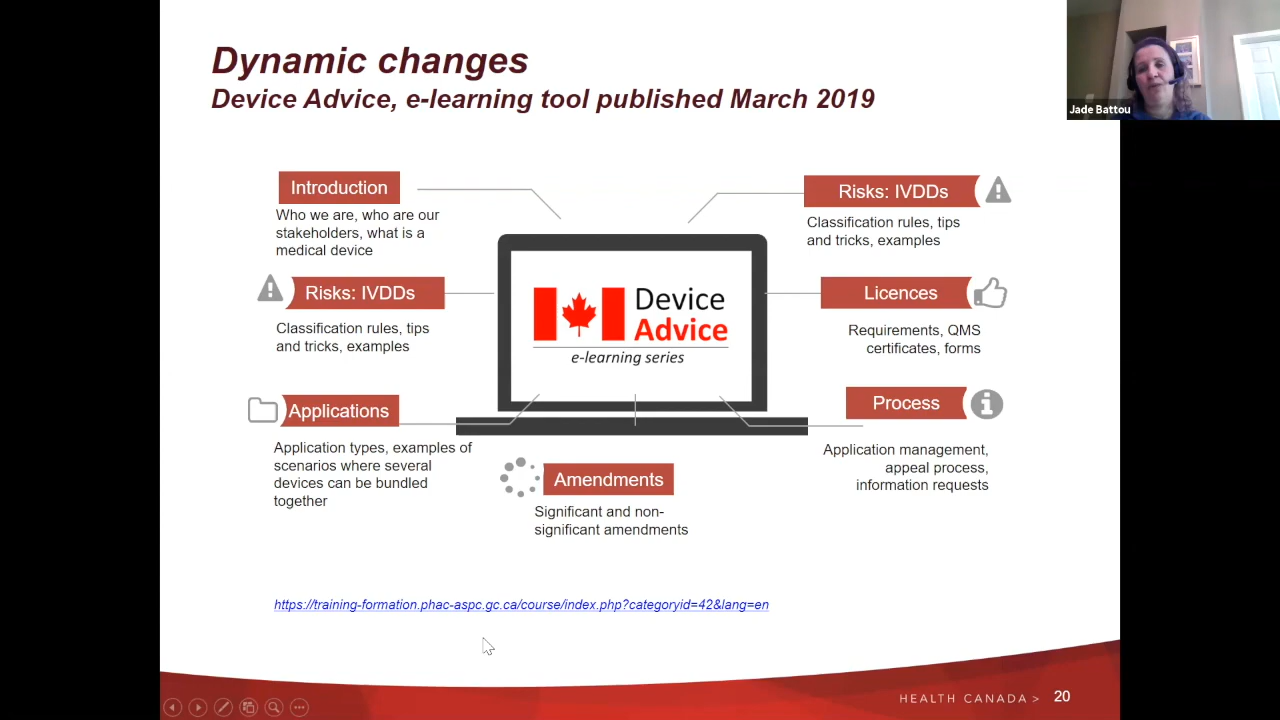 Dynamic changes
Device Advice, e-learning tool published March 2019
Jade Battou
Introduction
Who we are, who are our
stakeholders, what is a
medical device
Risks: IVDDs
Classification rules, tips
and tricks, examples
Applications
Application types, examples of
scenarios where several
devices can be bundled
together
Device
Advice
e-learning series
Amendments
Significant and non-
significant amendments
Risks: IVDDs
Classification rules, tips
and tricks, examples
Licences
Requirements, QMS
certificates, forms
Process
Application management,
appeal process,
information requests
https://training-formation.phac-aspc.gc.ca/course/index.php?categoryid=42&lang=en
HEALTH CANADA > 20